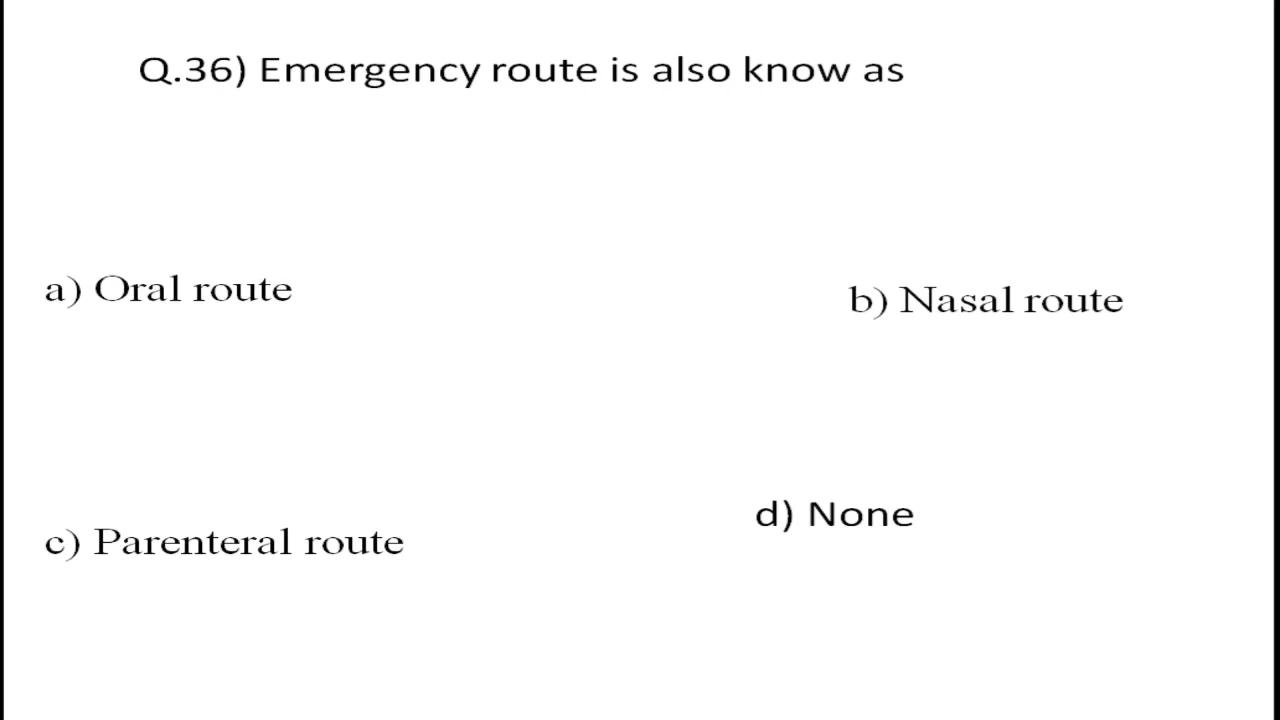 Q.36) Emergency route is also know as
a) Oral route
b) Nasal route
c) Parenteral route
d) None